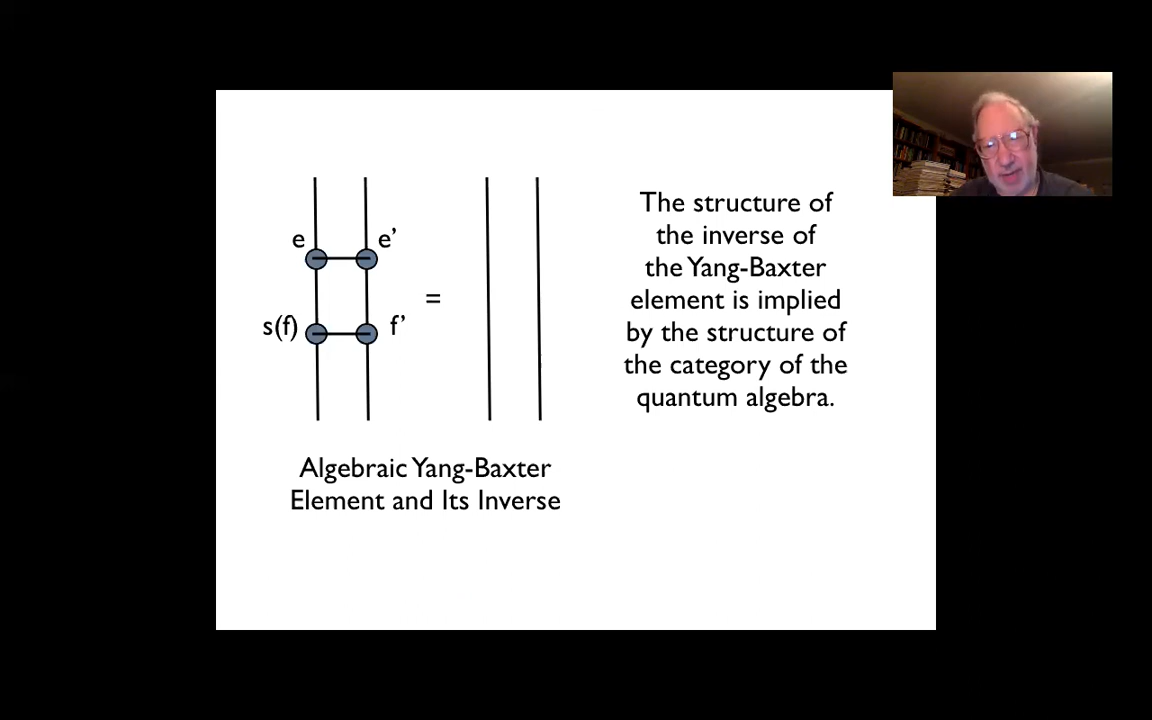 e e’
s(f) f’
=
Algebraic Yang-Baxter
Element and Its Inverse
The structure of
the inverse of
the Yang-Baxter
element is implied
by the structure of
the category of the
quantum algebra.